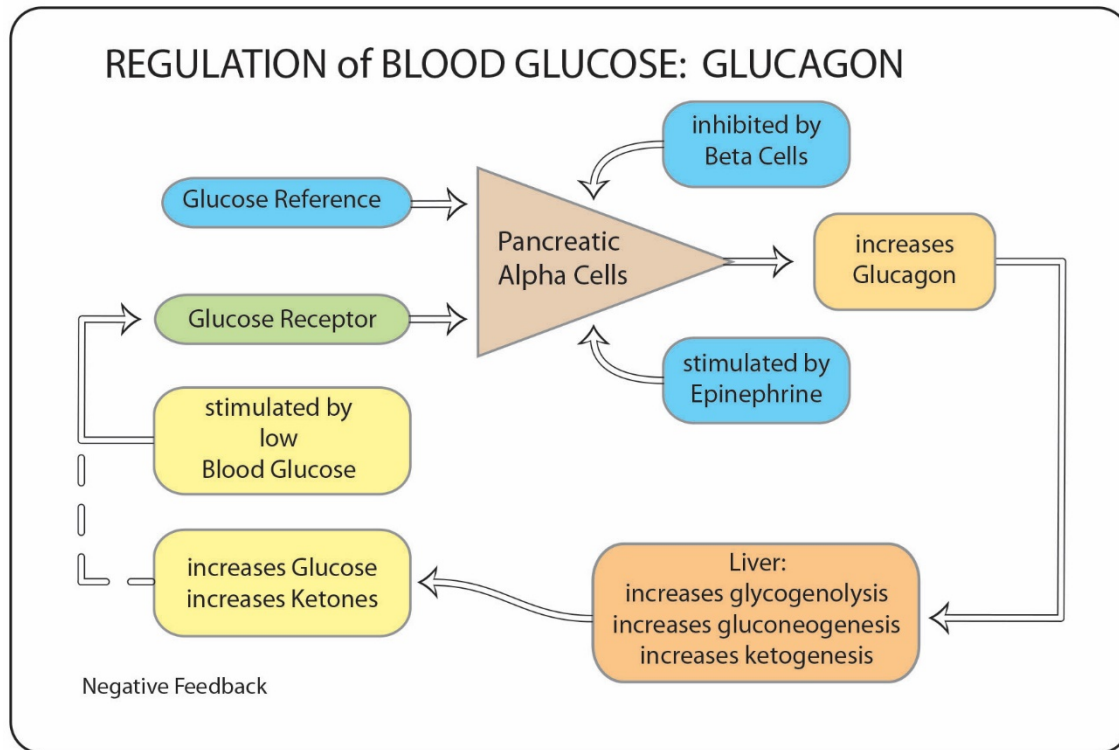 REGULATION of BLOOD GLUCOSE: GLUCAGON
inhibited by
Beta Cells
Glucose Reference
Pancreatic
Alpha Cells
increases
Glucagon
Glucose Receptor
stimulated by
Epinephrine
stimulated by
low
Blood Glucose
increases Glucose
increases Ketones
Liver:
increases glycogenolysis
increases gluconeogenesis
increases ketogenesis
Negative Feedback